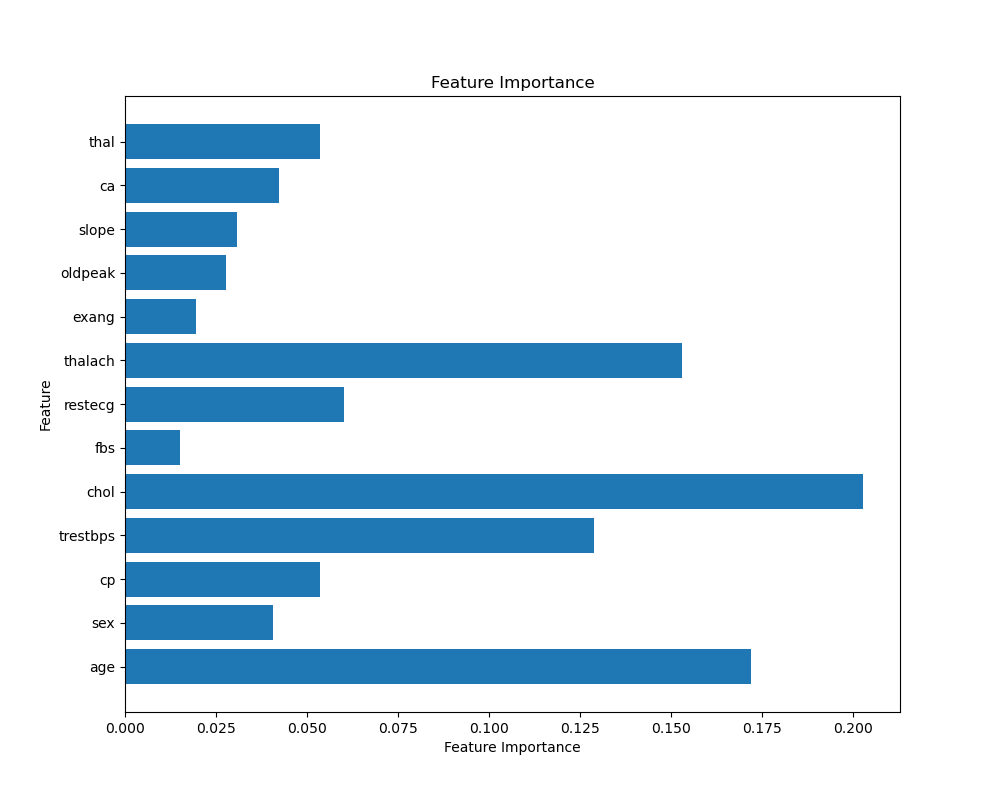 Feature Importance
thal
ca
slope
oldpeak
exang
thalach
restecg
fbs
chol
trestbps
cp
sex
age
Feature
0.000 0.025 0.050 0.075 0.100 0.125 0.150 0.175 0.200
Feature Importance